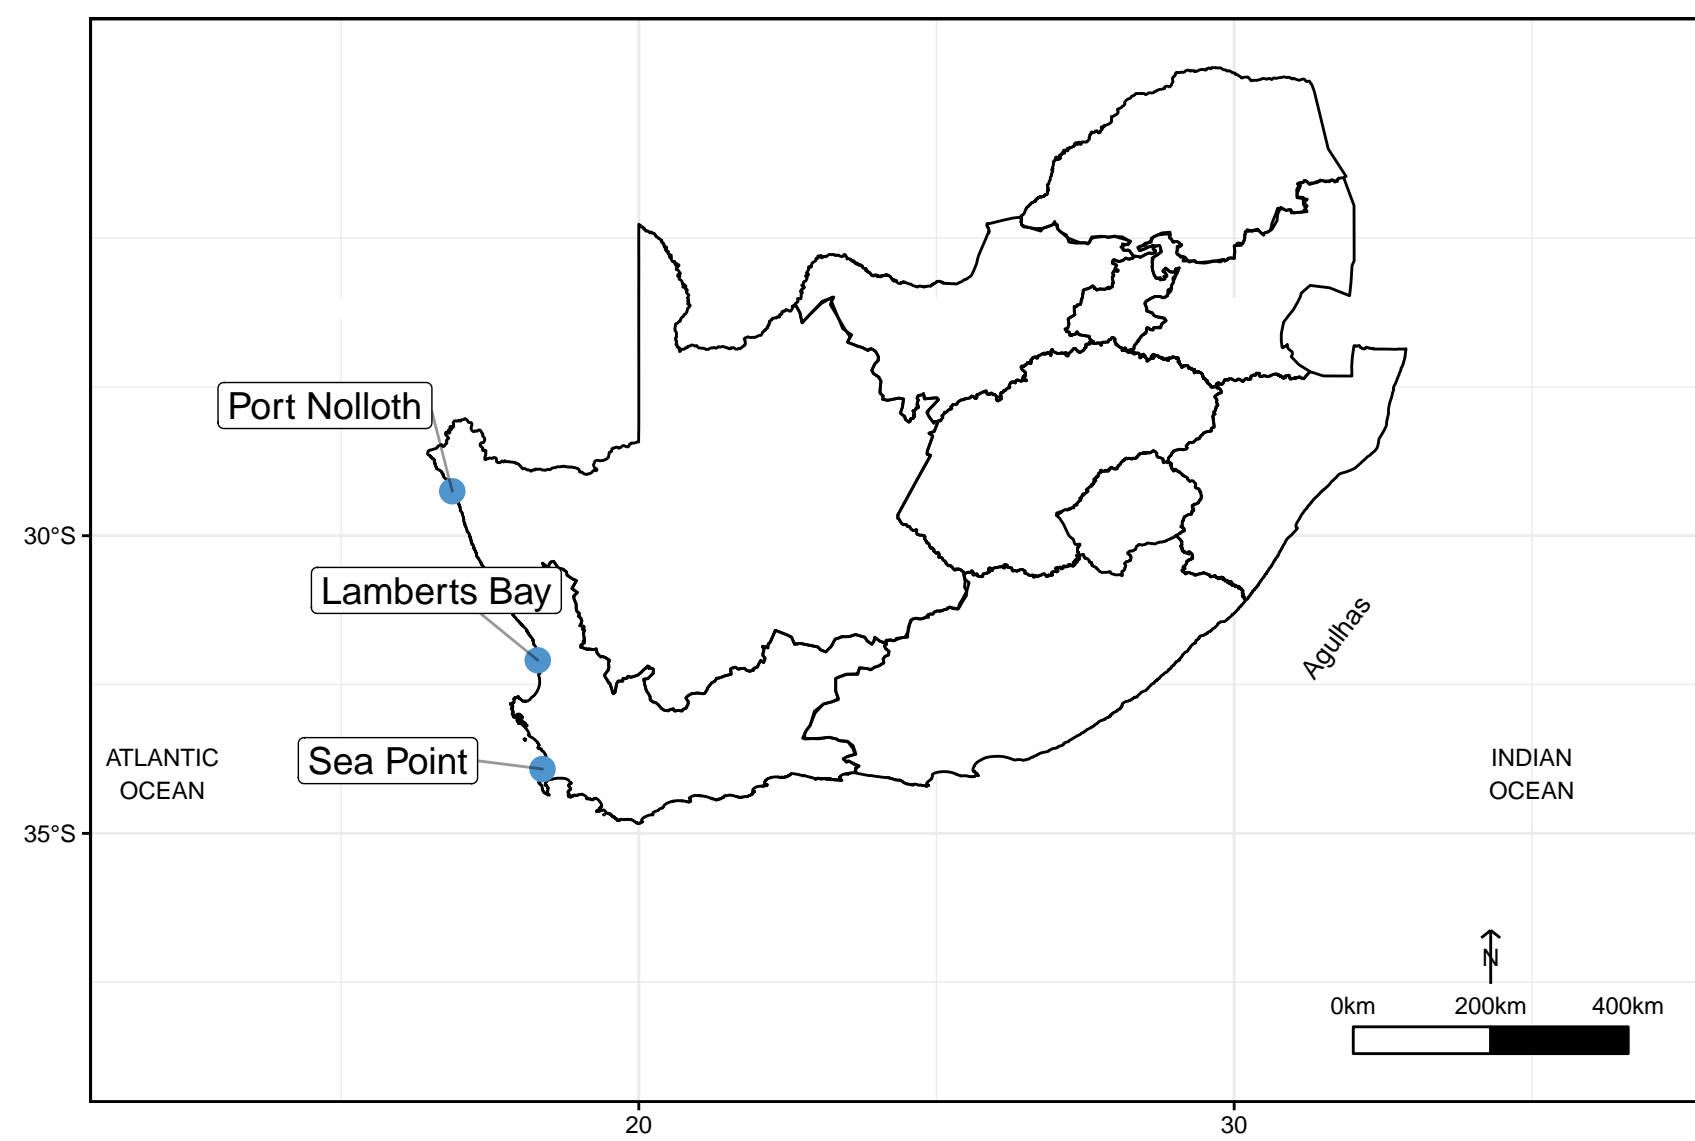 Port Nolloth
30°S
Lamberts Bay
Agulhas
Sea Point
ATLANTIC
OCEAN
INDIAN
OCEAN
35°S
N
0km
200km
400km
20
30